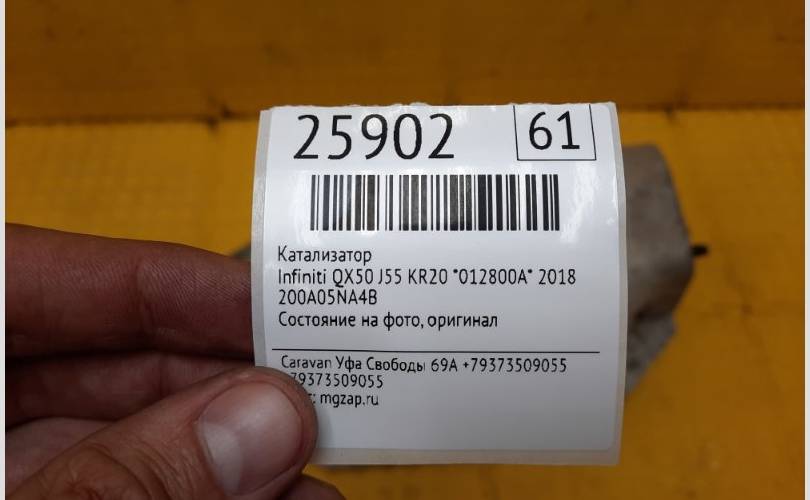 25902
61
Катализатор
Infiniti QX50 J55 KR20 *012800A* 2018
200A05NA4B
Состояние на фото, оригинал
Caravan Уфа Свободы 69А +79373509055
79373509055
: mgzap.ru